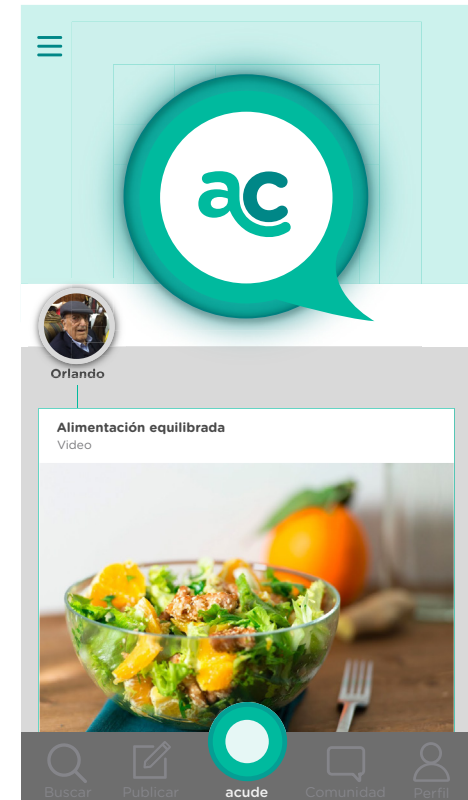 ac
Orlando
Alimentación equilibrada
Video
Buscar
Publicar
acude
Comunidad
Perfil